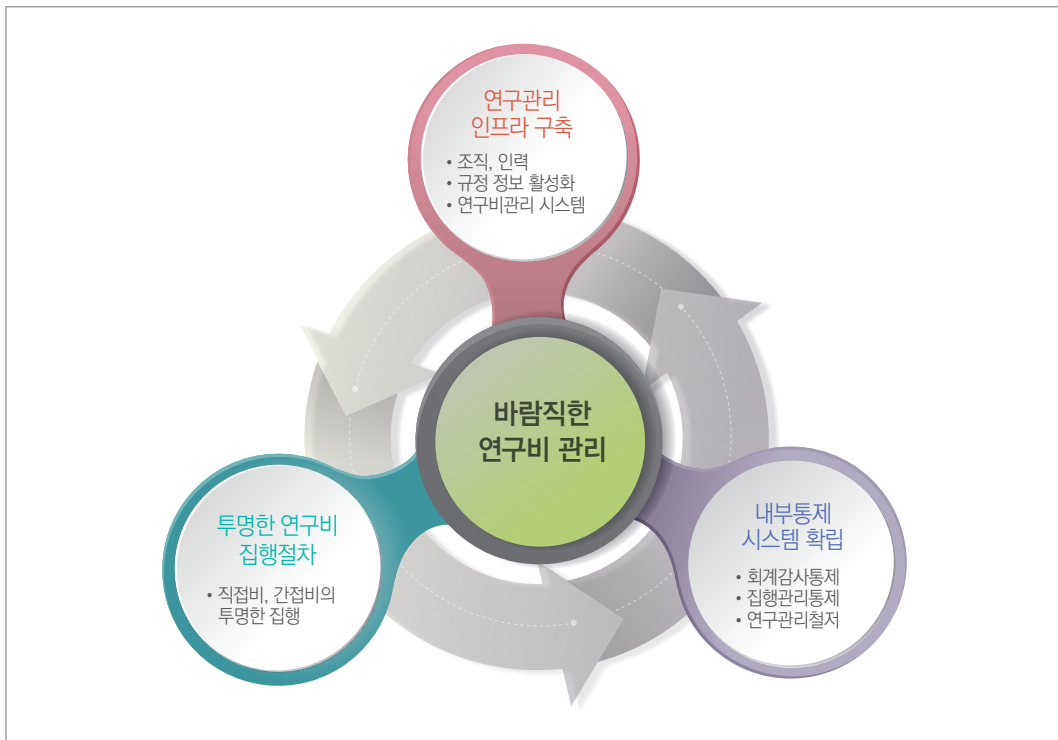 연구관리
인프라 구축
• 조직, 인력
• 규정 정보 활성화
• 연구비관리 시스템
바람직한
연구비 관리
투명한 연구비
집행절차
• 직접비, 간접비의
투명한 집행
내부통제
시스템 확립
• 회계감사통제
• 집행관리통제
• 연구관리철저